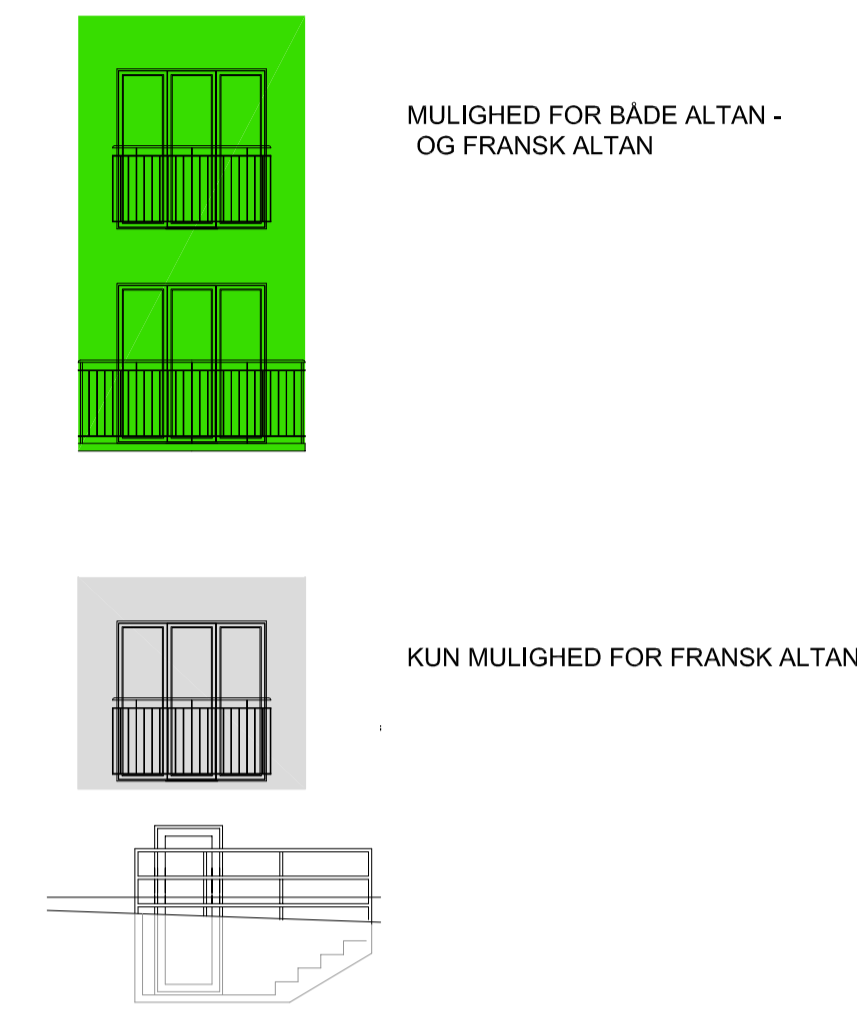 MULIGHED FOR BÅDE ALTAN -
OG FRANSK ALTAN
KUN MULIGHED FOR FRANSK ALTAN